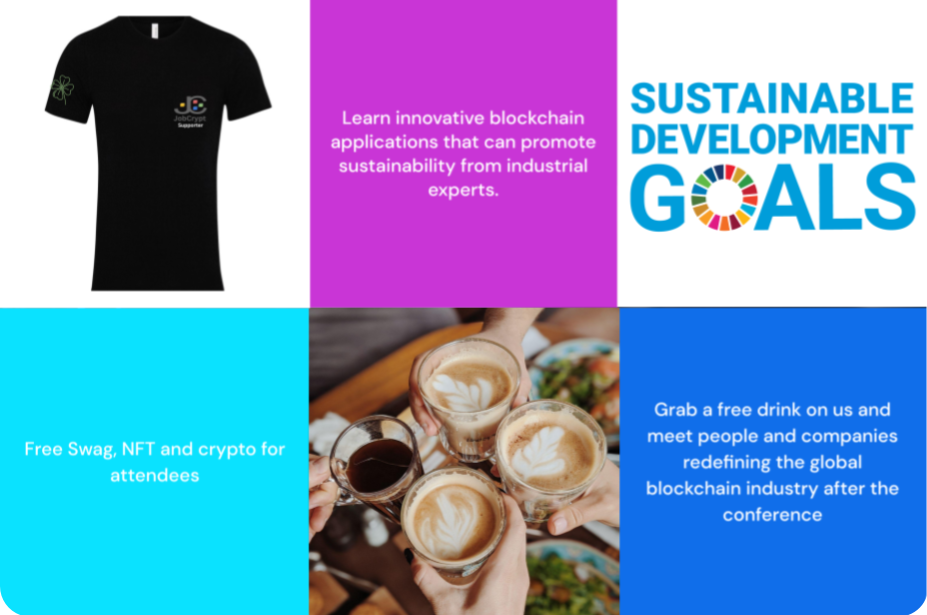 JC
JobCrypt
Supporter
Learn innovative blockchain
applications that can promote
sustainability from industrial
experts.
SUSTAINABLE
DEVELOPMENT
GOALS
Free Swag, NFT and crypto for
attendees
Grab a free drink on us and
meet people and companies
redefining the global
blockchain industry after the
conference